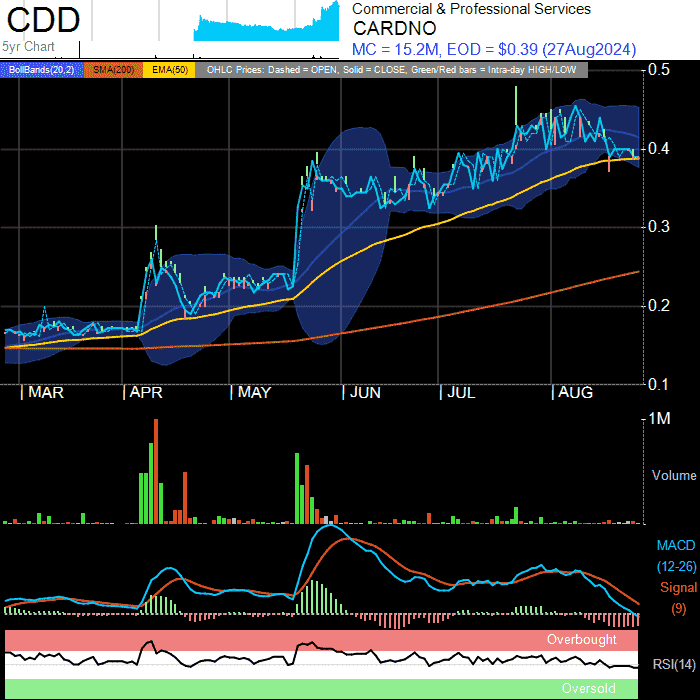 CDD
5yr Chart
Commercial & Professional Services
CARDNO
MC = 15.2M, EOD = $0.39 (27Aug2024)
BollBands(20,2) SMA(200) EMA(50) OHLC Prices: Dashed = OPEN, Solid = CLOSE, Green/Red bars = Intra-day HIGH/LOW
0.5
0.4
0.3
0.2
0.1
MAR APR MAY JUN JUL AUG
1M
Volume
MACD
(12-26)
Signal
(9)
Overbought
RSI(14)
Oversold